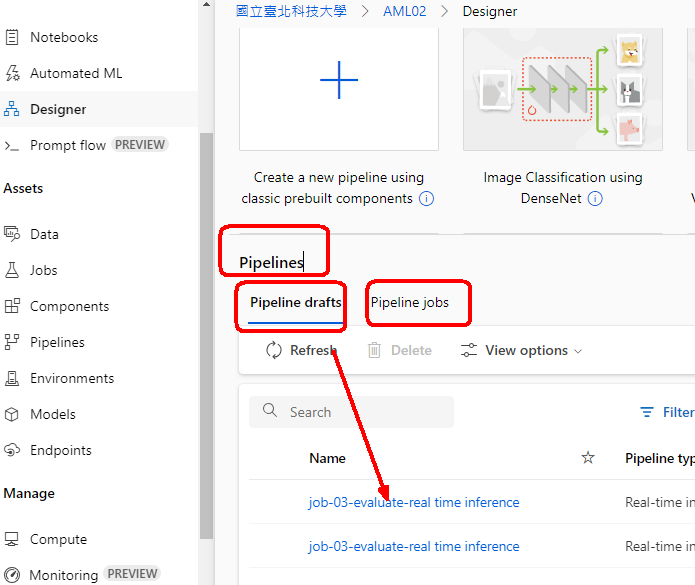 國立臺北科技大學 > AML02 > Designer
Notebooks
Automated ML
Designer
Prompt flow PREVIEW
Assets
Data
Jobs
Components
Pipelines
Environments
Models
Endpoints
Manage
Compute
Monitoring PREVIEW
Create a new pipeline using
classic prebuilt components
Image Classification using
DenseNet
Pipelines
Pipeline drafts Pipeline jobs
Refresh Delete View options
Search Filter
Name Pipeline typ
job-03-evaluate-real time inference Real-time in
job-03-evaluate-real time inference Real-time in